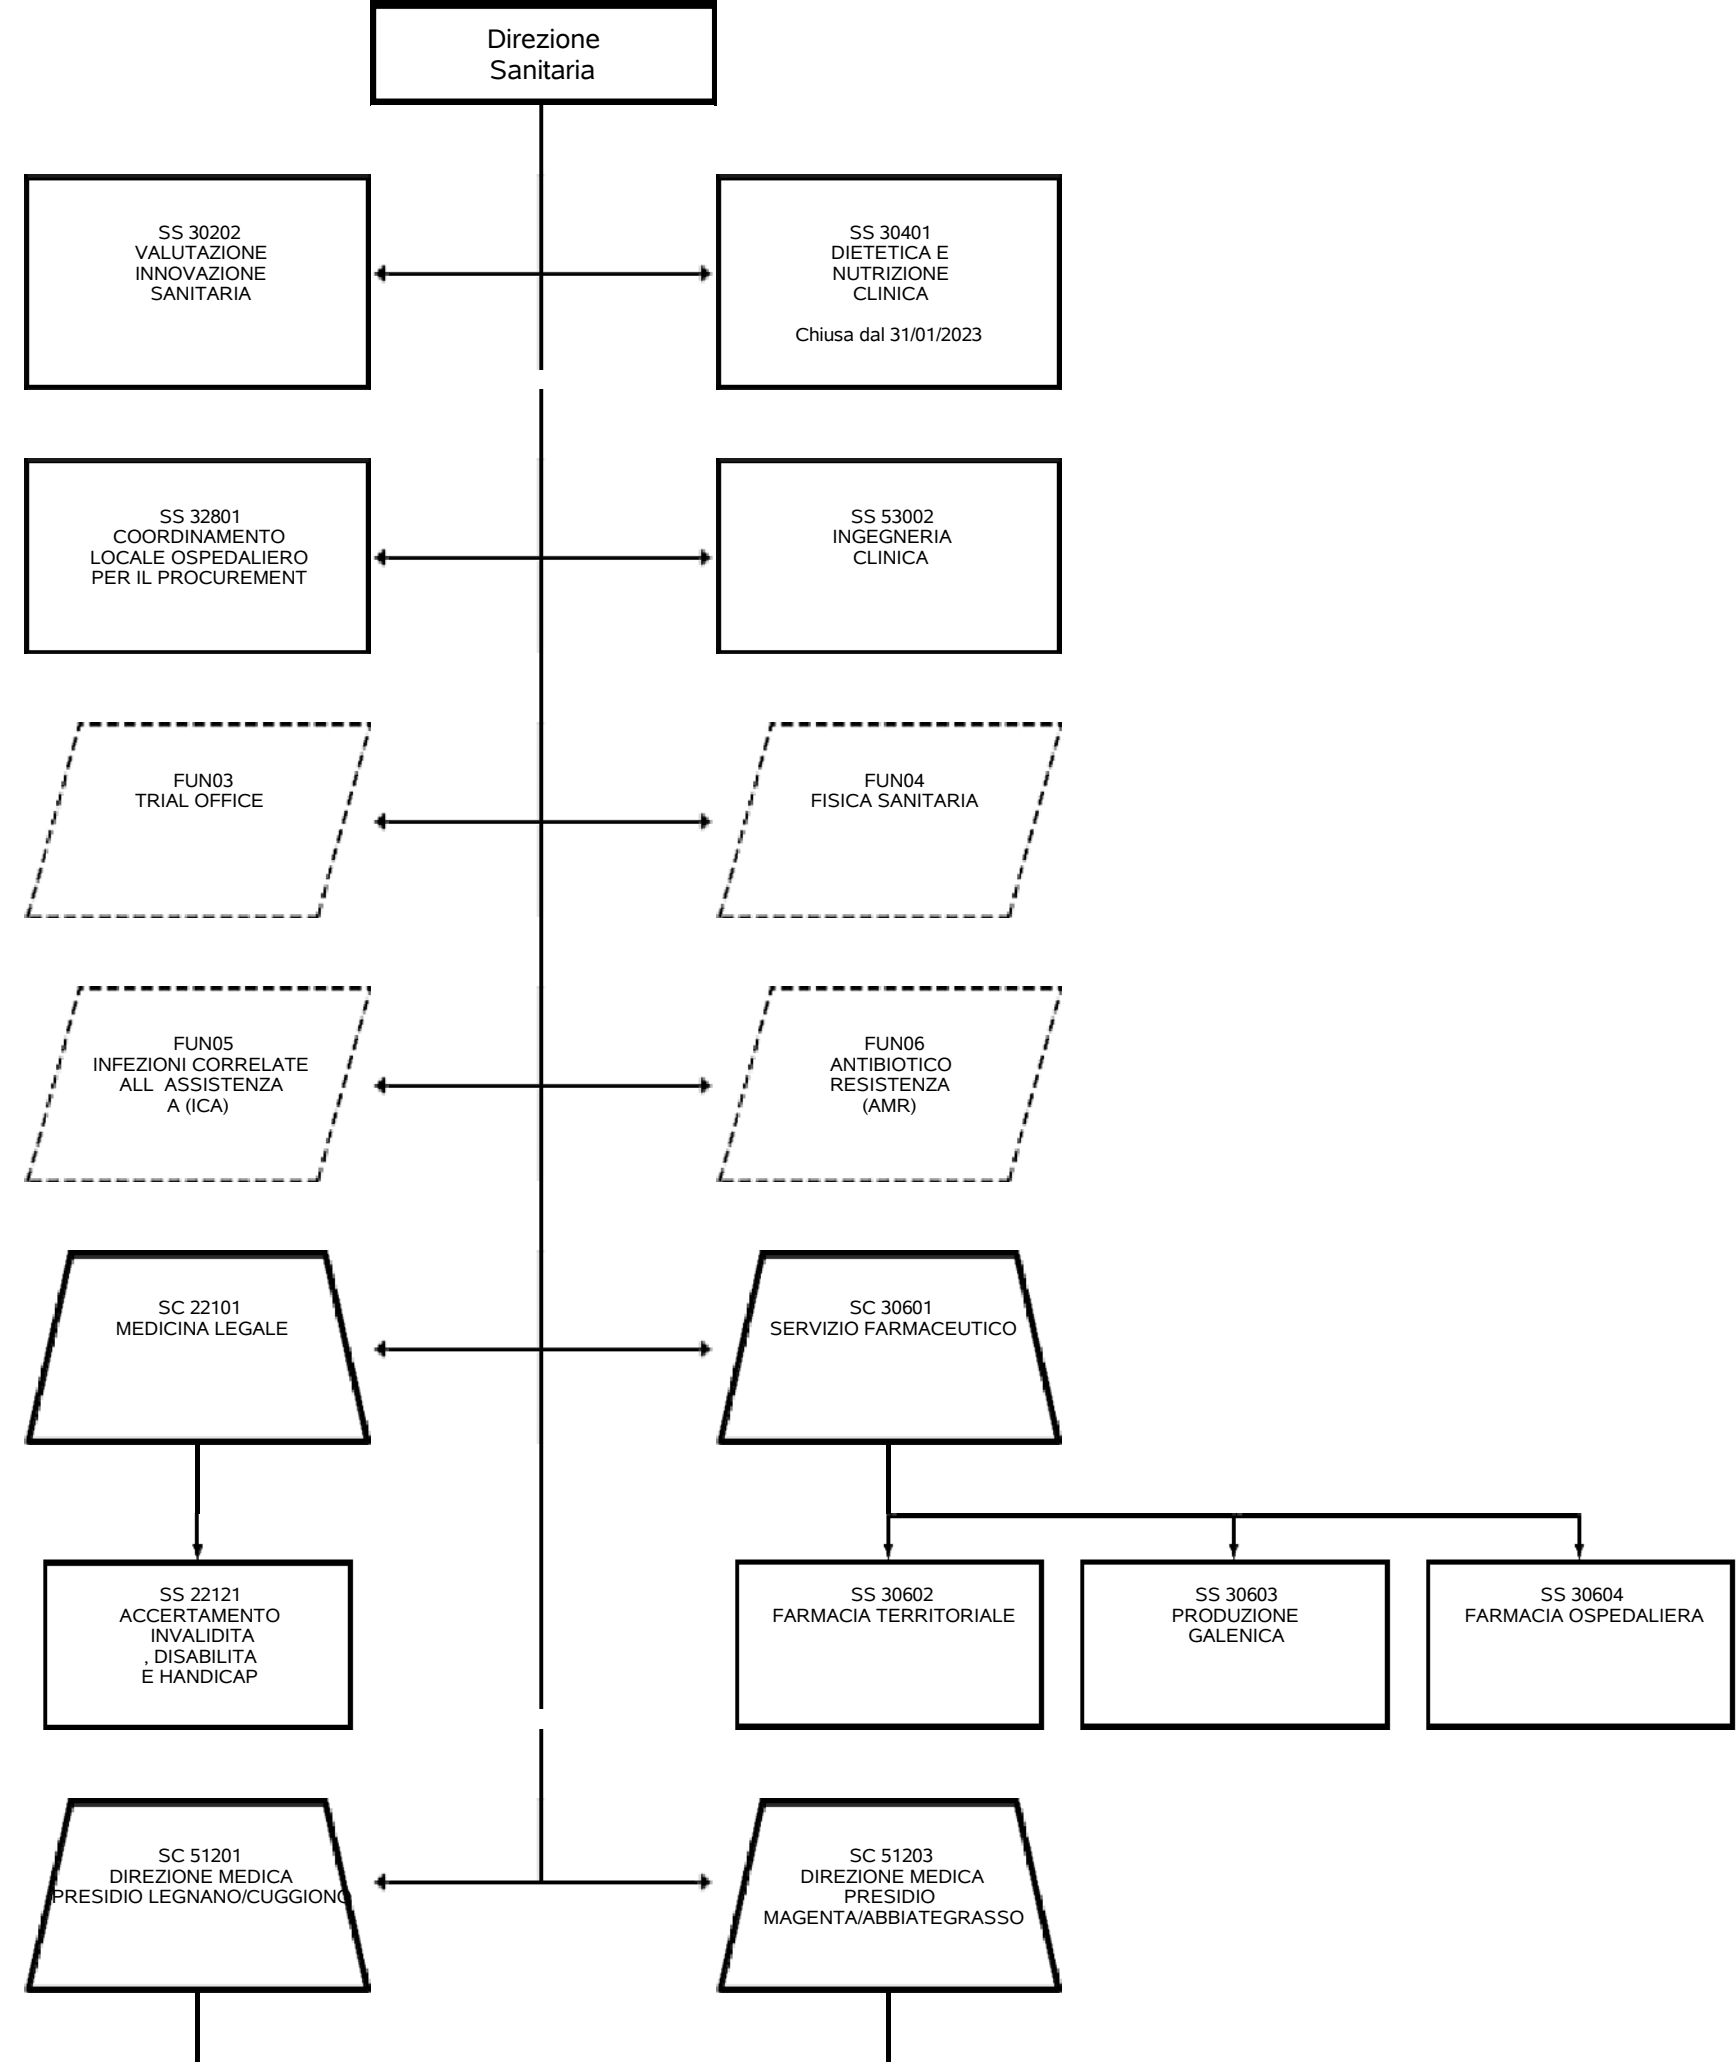 Direzione
Sanitaria
SS 30202
VALUTAZIONE
INNOVAZIONE
SANITARIA
SS 30401
DIETETICA E
NUTRIZIONE
CLINICA
Chiusa dal 31/01/2023
SS 32801
COORDINAMENTO
LOCALE OSPEDALIERO
PER IL PROCUREMENT
SS 53002
INGEGNERIA
CLINICA
FUN03
TRIAL OFFICE
FUN04
FISICA SANITARIA
FUN05
INFEZIONI CORRELATE
ALL  ASSISTENZA
A (ICA)
FUN06
ANTIBIOTICO
RESISTENZA
(AMR)
SC 22101
MEDICINA LEGALE
SC 30601
SERVIZIO FARMACEUTICO
SS 22121
ACCERTAMENTO
INVALIDITA
, DISABILITA
E HANDICAP
SS 30602
FARMACIA TERRITORIALE
SS 30603
PRODUZIONE
GALENICA
SS 30604
FARMACIA OSPEDALIERA
SC 51201
DIREZIONE MEDICA
PRESIDIO LEGNANO/CUGGIONO
SC 51203
DIREZIONE MEDICA
PRESIDIO
MAGENTA/ABBIATEGRASSO